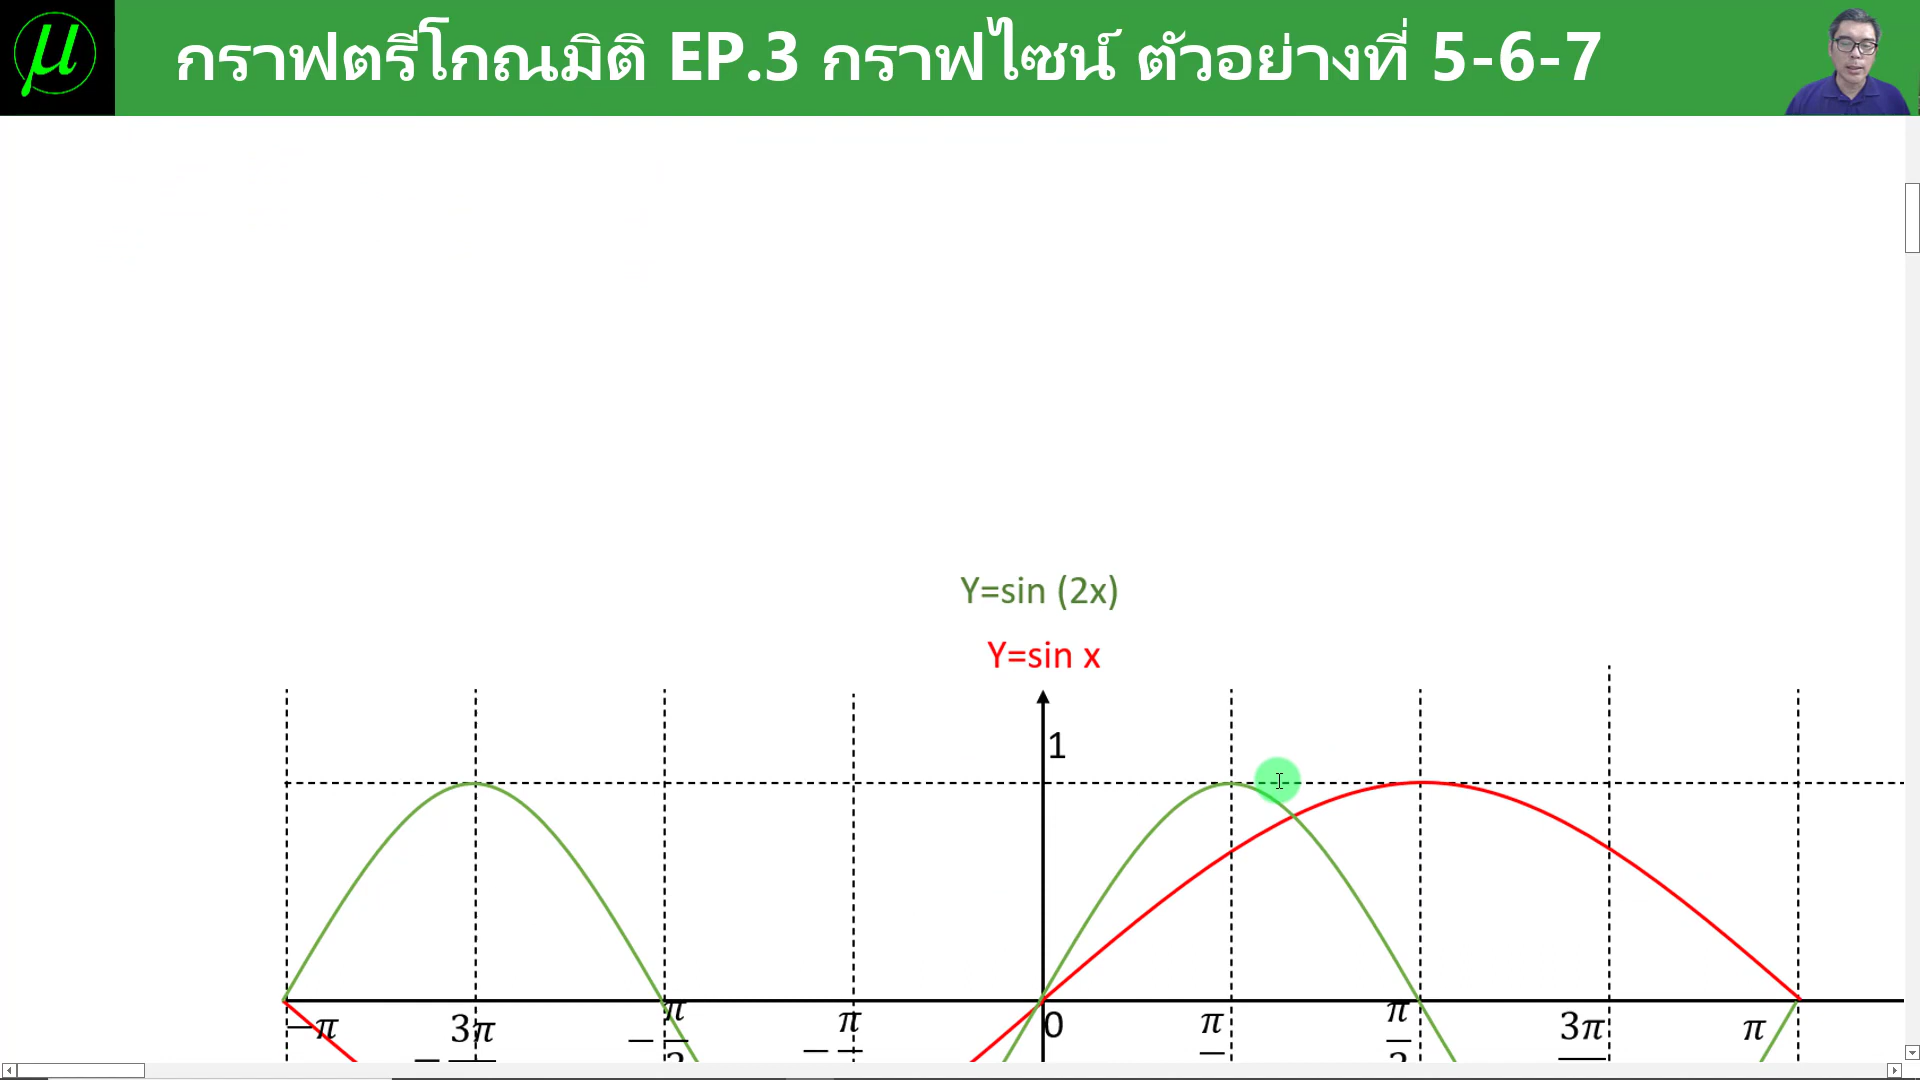 μ กราฟตรีโกณมิติ EP.3 กราฟไซน์ ตัวอย่างที่ 5-6-7
Y=sin (2x)
Y=sin x
1
−π 3π − π − π 0 π π 3π π